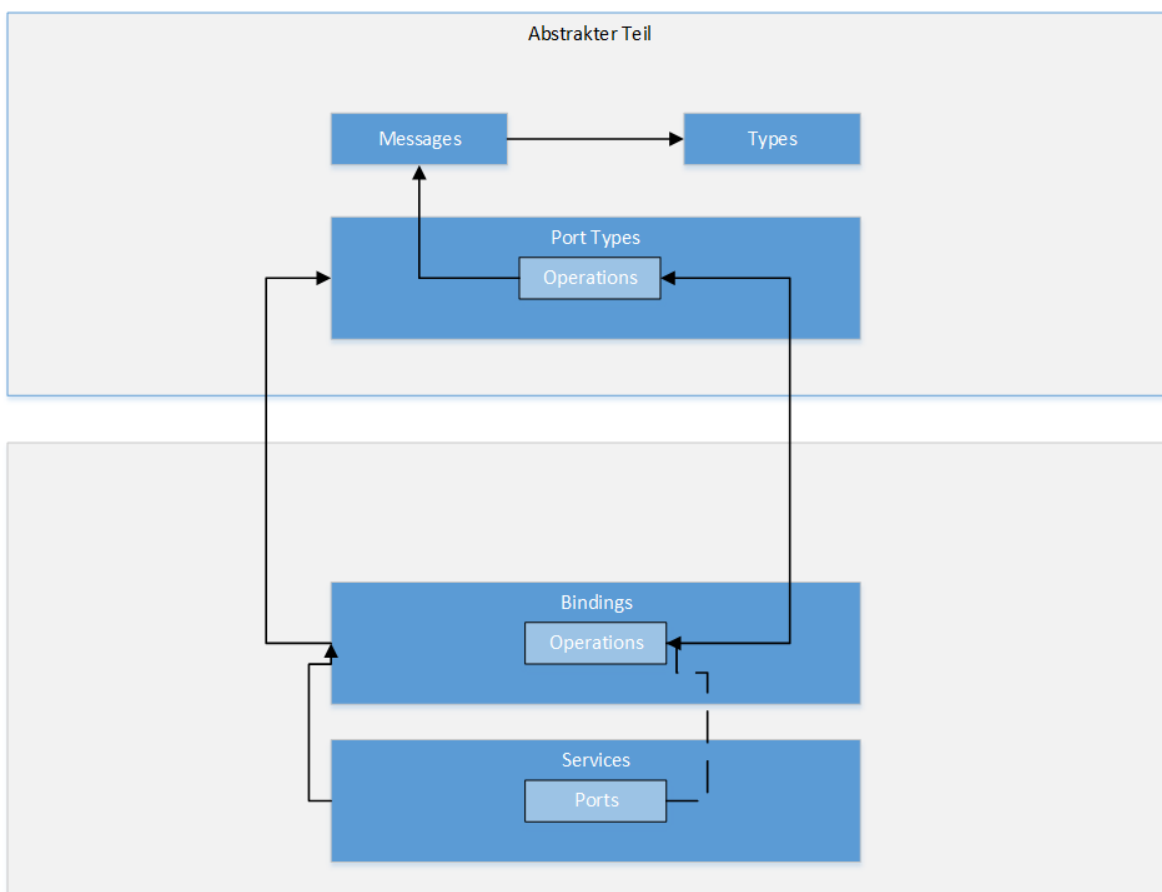 Abstrakter Teil
Messages
Types
Port Types
Operations
Bindings
Operations
Services
Ports